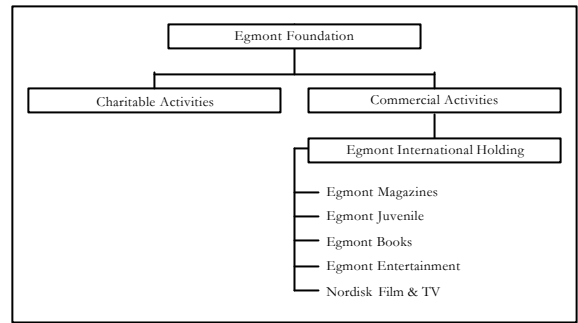 Egmont Foundation
Charitable Activities
Commercial Activities
Egmont International Holding
Egmont Magazines
Egmont Juvenile
Egmont Books
Egmont Entertainment
Nordisk Film & TV